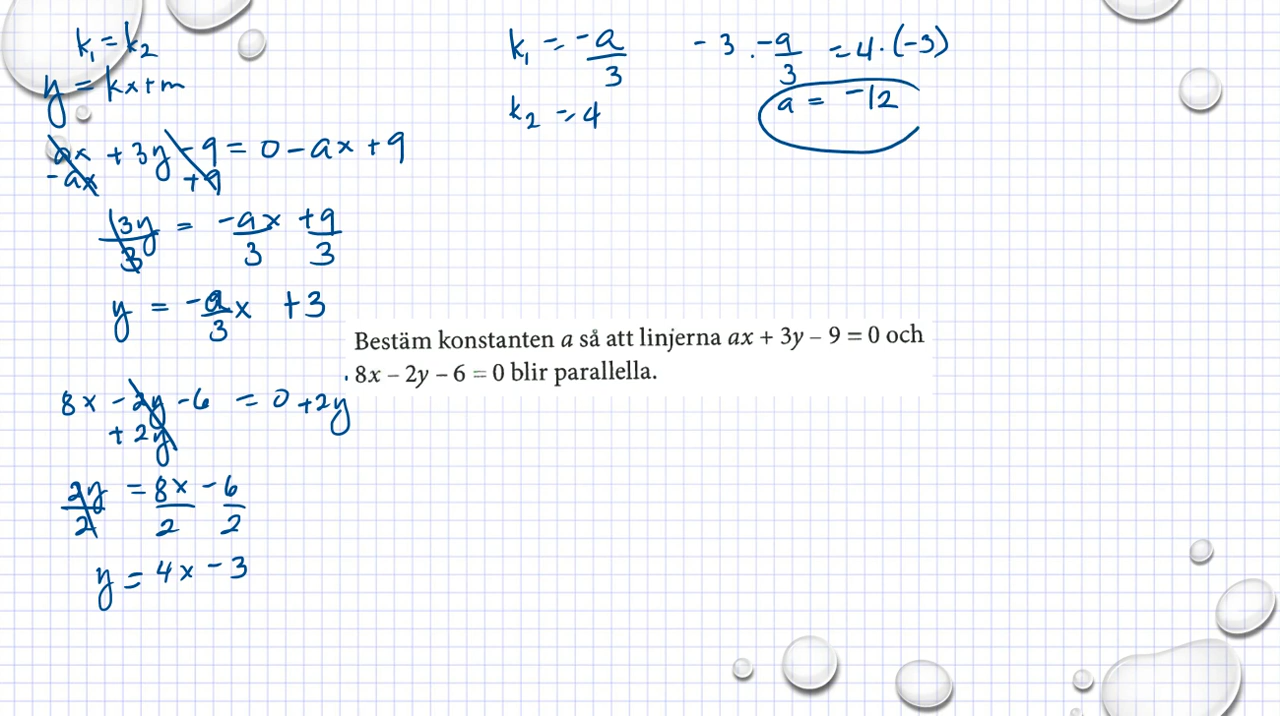 k₁ = k₂
y = kx+m
ax + 3y - 9 = 0 - ax + 9
-ax +9
3y/3 = -ax/3 +9/3
y = -a/3 x + 3
8x - 2y - 6 = 0 + 2y
+ 2y
2y/2 = 8x/2 - 6/2
y = 4x - 3
k₁ = -a/3
k₂ = 4
-3 · -a/3 = 4 · (-3)
a = -12
Bestäm konstanten a så att linjerna ax + 3y – 9 = 0 och
8x – 2y – 6 = 0 blir parallella.